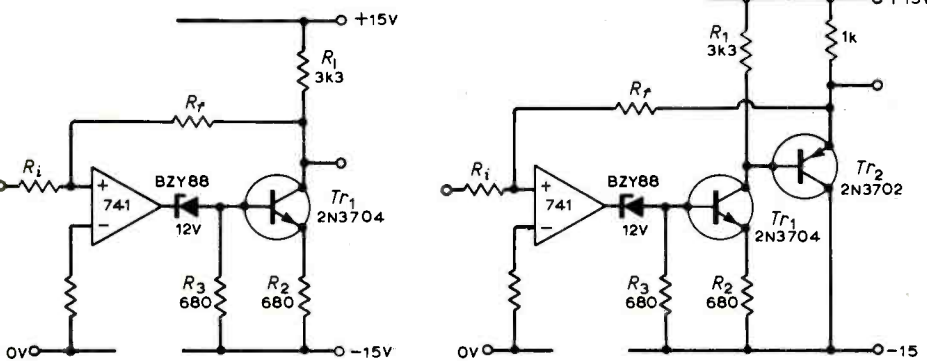 +15V
R1
3k3
Rf
Ri
+
741
−
BZY88
12V
Tr1
2N3704
R3
680
R2
680
0V
−15V
R1
3k3
1k
Rf
Ri
+
741
−
BZY88
12V
Tr2
2N3702
Tr1
2N3704
R3
680
R2
680
0V
−15